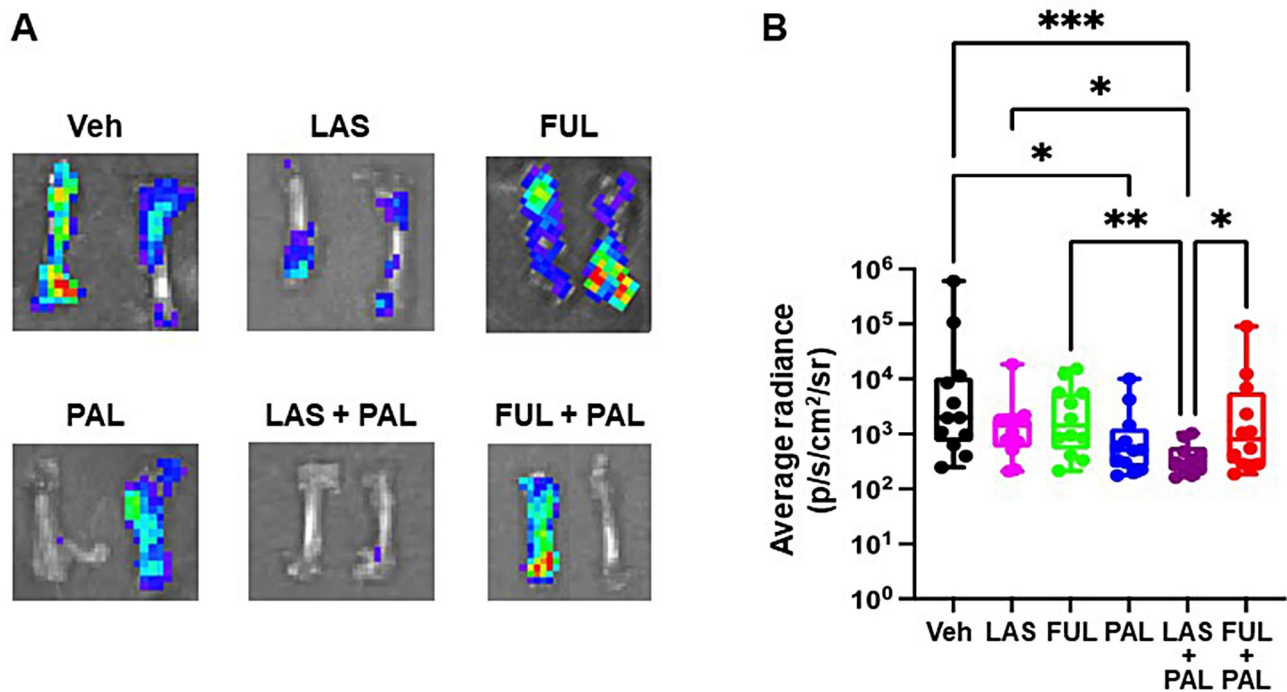 A
Veh
LAS
FUL
PAL
LAS + PAL
FUL + PAL
B
***
*
*
**
*
Average radiance
(p/s/cm²/sr)
10⁶
10⁵
10⁴
10³
10²
10¹
10⁰
Veh
LAS
FUL
PAL
LAS
+
PAL
FUL
+
PAL